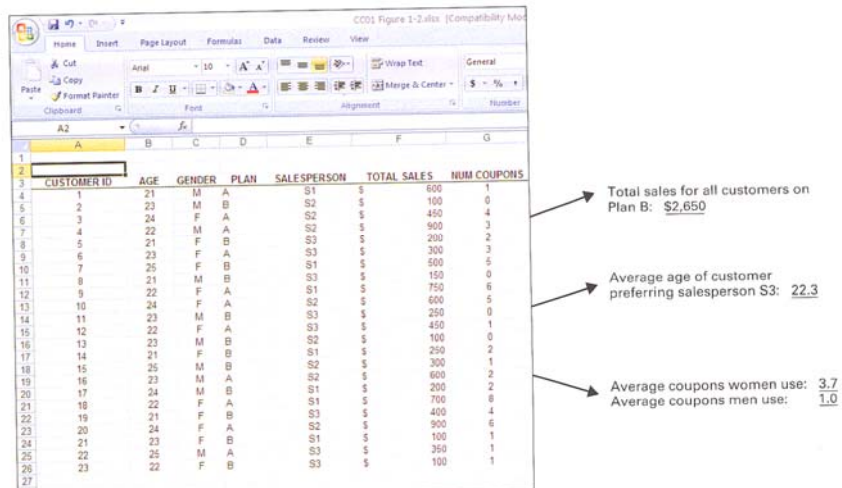 CC01 Figure 1-2.xlsx [Compatibility Mod
Home Insert Page Layout Formulas Data Review View
Paste
Cut
Copy
Format Painter
Clipboard
Arial 10 A A
B I U A
Font
Wrap Text
Merge & Center
Alignment
General
$ % ,
Number
A2 fx
A B C D E F G
1
2
3 CUSTOMER ID AGE GENDER PLAN SALESPERSON TOTAL SALES NUM COUPONS
4 1 21 M A S1 $ 600 1
5 2 23 M B S2 $ 100 0
6 3 24 F A S2 $ 450 4
7 4 22 M A S2 $ 900 3
8 5 21 F B S3 $ 200 2
9 6 23 F A S3 $ 300 3
10 7 25 F B S1 $ 500 5
11 8 21 M B S3 $ 150 0
12 9 22 F A S1 $ 750 6
13 10 24 F A S2 $ 600 5
14 11 23 M B S3 $ 250 0
15 12 22 F A S3 $ 450 1
16 13 23 M B S2 $ 100 0
17 14 21 F B S1 $ 250 2
18 15 25 M B S2 $ 300 1
19 16 23 M A S2 $ 600 2
20 17 24 M B S1 $ 200 2
21 18 22 F A S1 $ 700 8
22 19 21 F B S3 $ 400 4
23 20 24 F A S2 $ 900 6
24 21 23 F B S1 $ 100 1
25 22 25 M A S3 $ 350 1
26 23 22 F B S3 $ 100 1
27
Total sales for all customers on
Plan B: $2,650
Average age of customer
preferring salesperson S3: 22.3
Average coupons women use: 3.7
Average coupons men use: 1.0